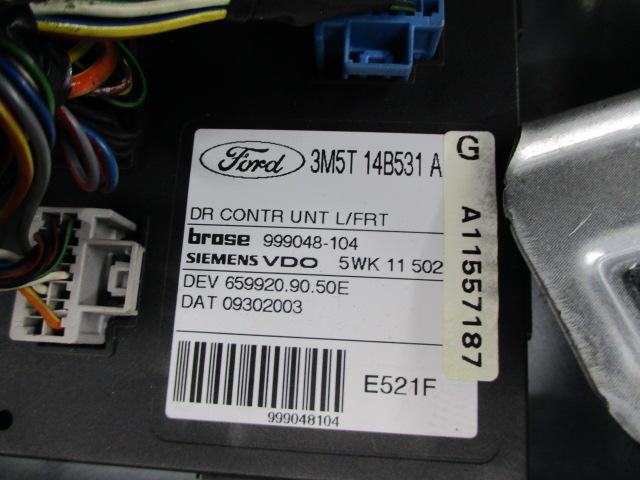 Ford 3M5T 14B531 A
DR CONTR UNT L/FRT
brose 999048-104
SIEMENS VDO 5WK 11 502
DEV 659920.90.50E
DAT 09302003
999048104
E521F
G A11557187